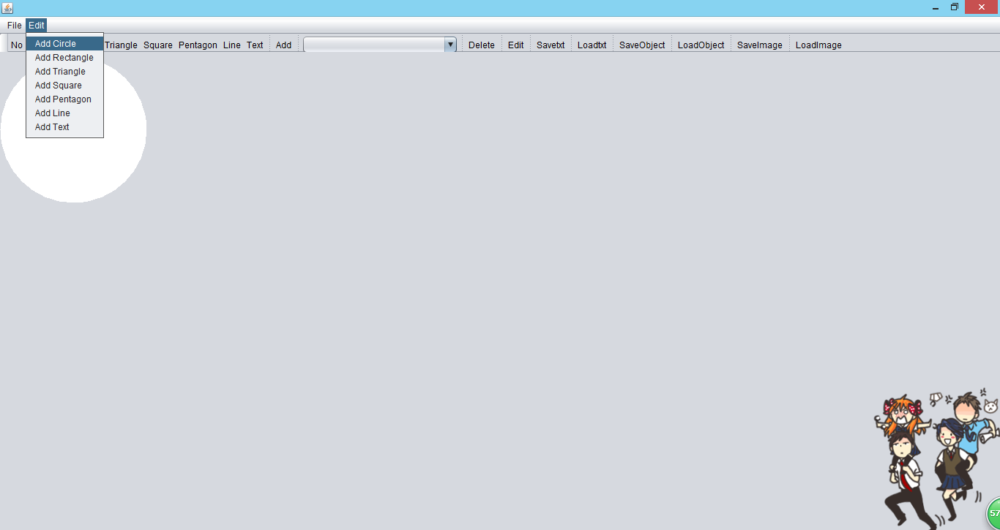 File Edit
No Triangle Square Pentagon Line Text Add Delete Edit Savetxt Loadtxt SaveObject LoadObject SaveImage LoadImage
Add Circle
Add Rectangle
Add Triangle
Add Square
Add Pentagon
Add Line
Add Text
57